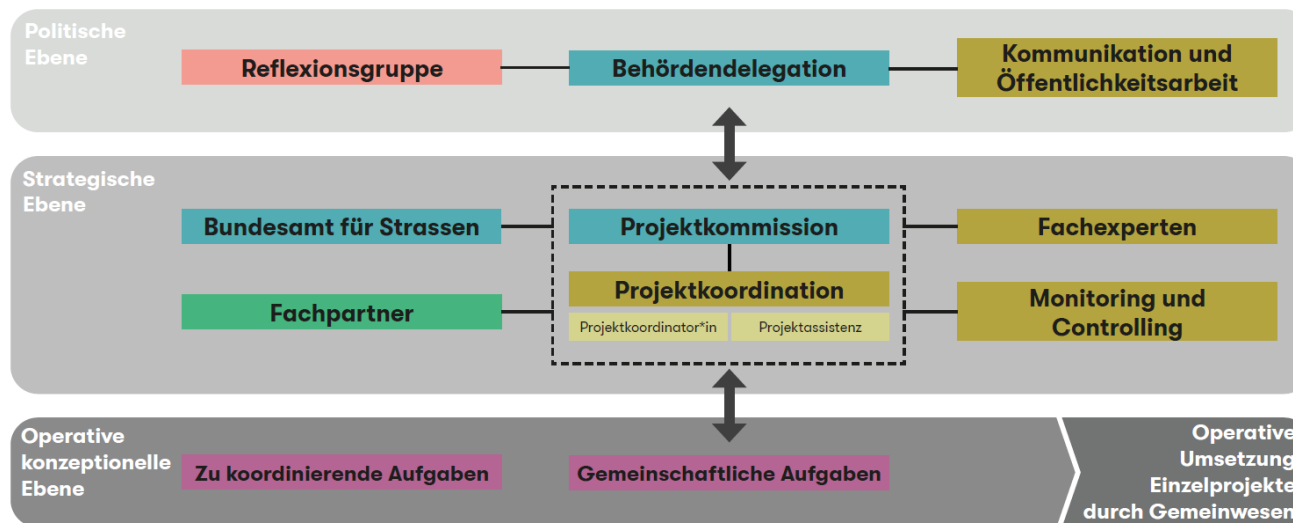 Politische
Ebene
Reflexionsgruppe
Behördendelegation
Kommunikation und
Öffentlichkeitsarbeit
Strategische
Ebene
Bundesamt für Strassen
Projektkommission
Fachexperten
Fachpartner
Projektkoordination
Projektkoordinator*in
Projektassistenz
Monitoring und
Controlling
Operative
konzeptionelle
Ebene
Zu koordinierende Aufgaben
Gemeinschaftliche Aufgaben
Operative
Umsetzung
Einzelprojekte
durch Gemeinwesen